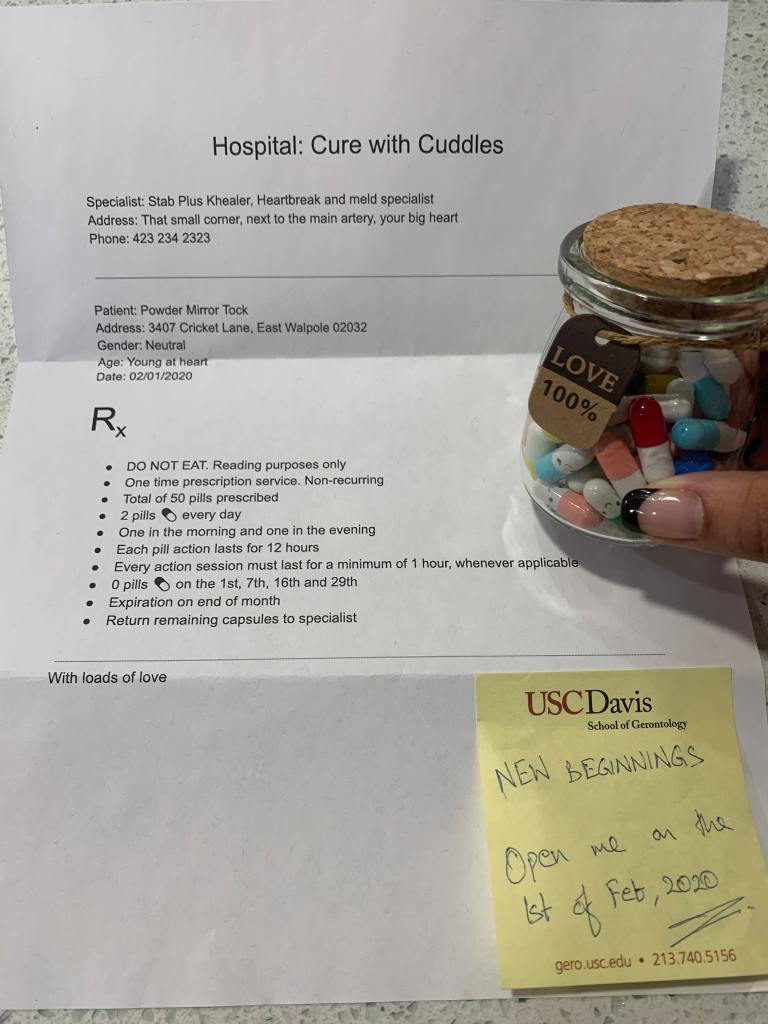 Hospital: Cure with Cuddles
Specialist: Stab Plus Khealer, Heartbreak and meld specialist
Address: That small corner, next to the main artery, your big heart
Phone: 423 234 2323
Patient: Powder Mirror Tock
Address: 3407 Cricket Lane, East Walpole 02032
Gender: Neutral
Age: Young at heart
Date: 02/01/2020
Rx
• DO NOT EAT. Reading purposes only
• One time prescription service. Non-recurring
• Total of 50 pills prescribed
• 2 pills every day
• One in the morning and one in the evening
• Each pill action lasts for 12 hours
• Every action session must last for a minimum of 1 hour, whenever applicable
• 0 pills on the 1st, 7th, 16th and 29th
• Expiration on end of month
• Return remaining capsules to specialist
With loads of love
LOVE
100%
USC Davis
School of Gerontology
NEW BEGINNINGS
Open me on the
1st of Feb, 2020
gero.usc.edu • 213.740.5156